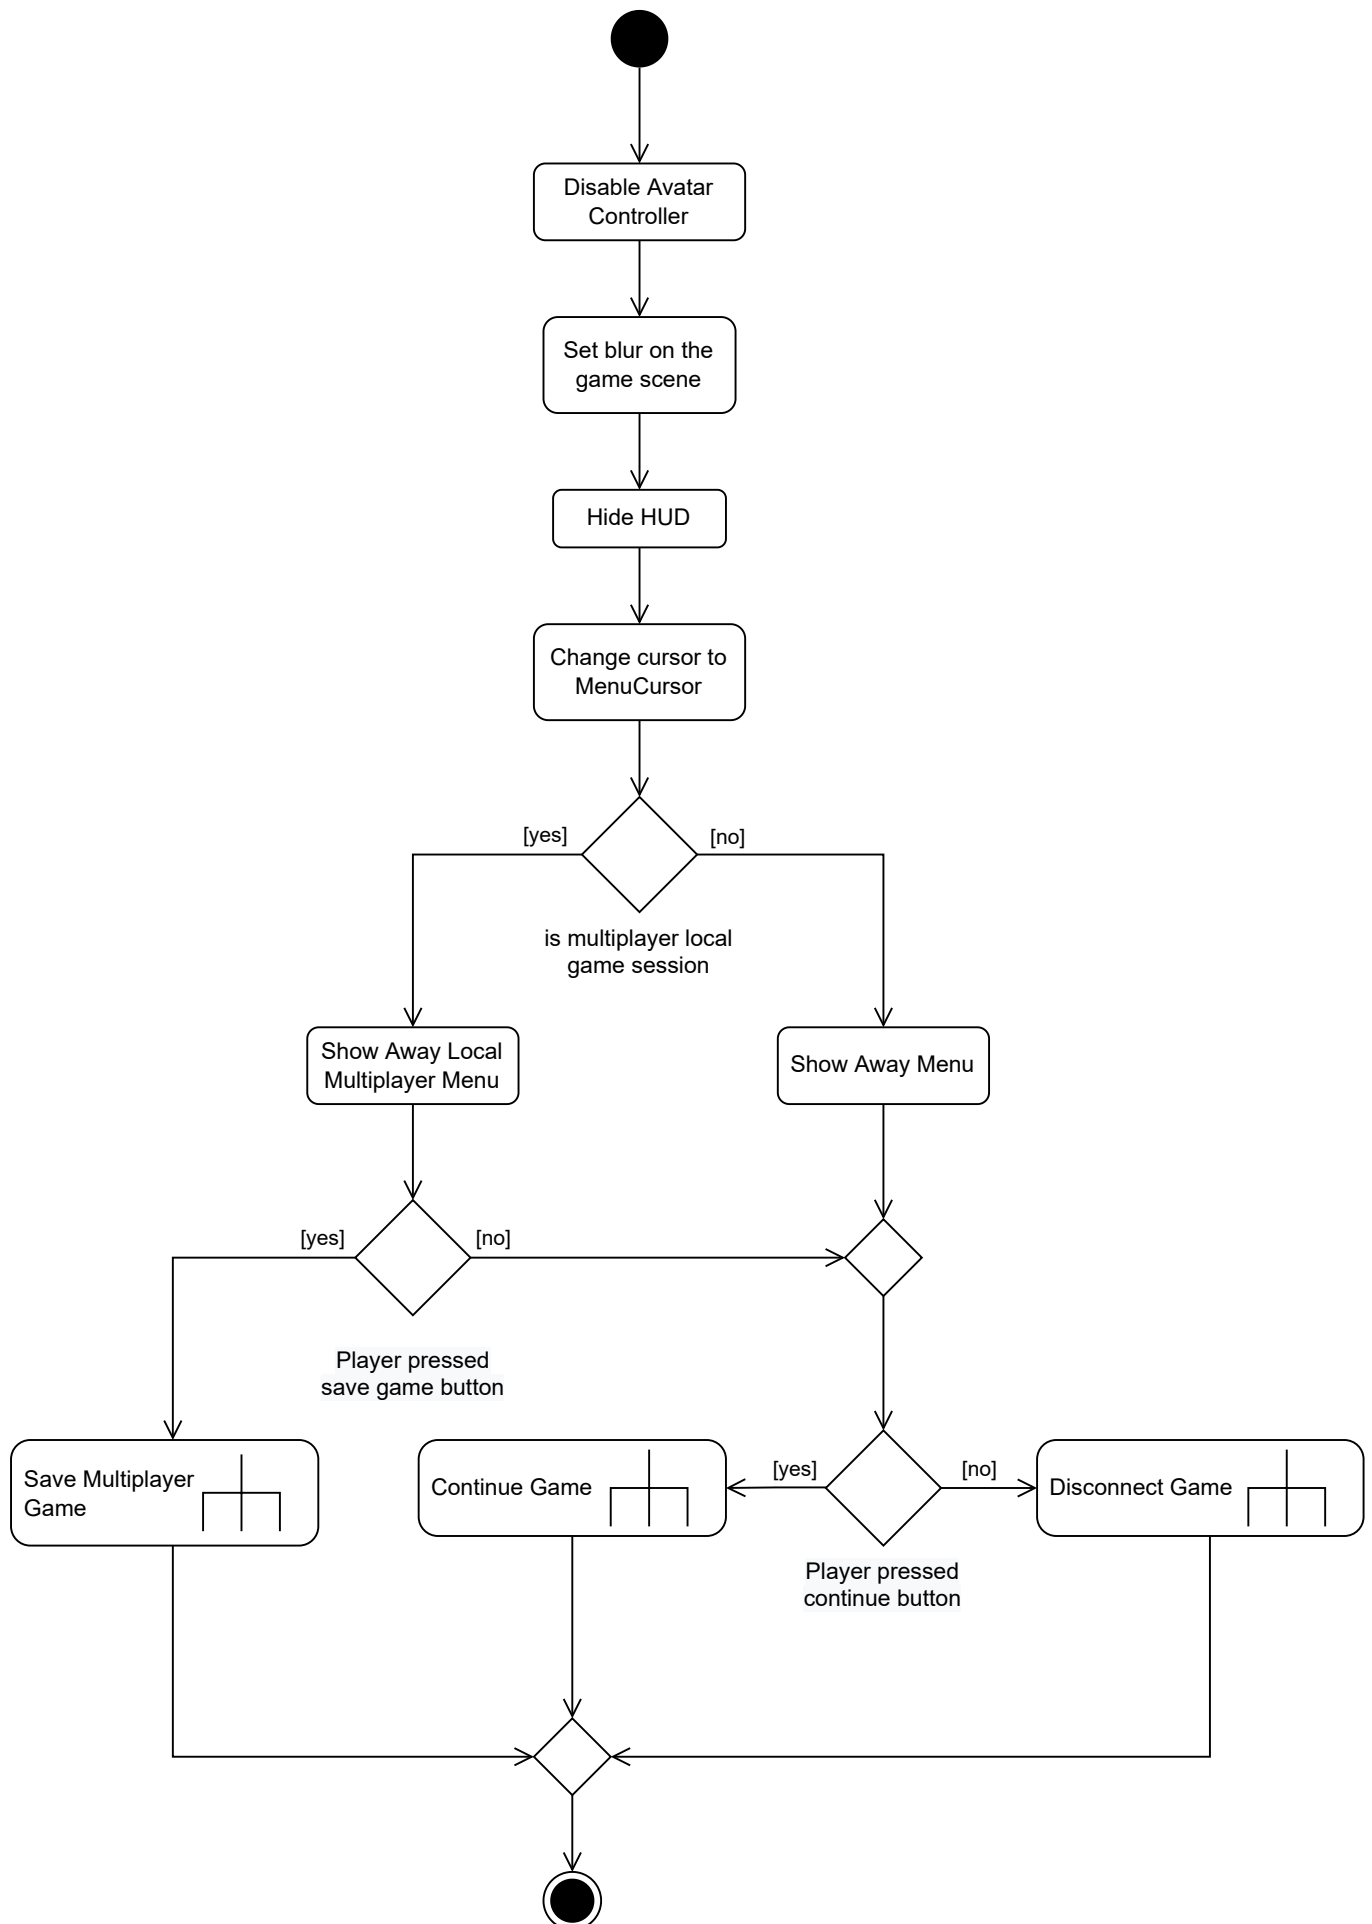 Disable Avatar
Controller
Set blur on the
game scene
Hide HUD
Change cursor to
MenuCursor
[yes]
[no]
is multiplayer local
game session
Show Away Local
Multiplayer Menu
Show Away Menu
[yes]
[no]
Player pressed
save game button
Save Multiplayer
Game
Continue Game
[yes]
[no]
Disconnect Game
Player pressed
continue button